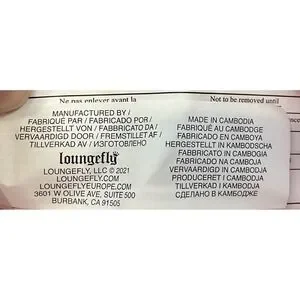 Ne pas enlever avant la
Not to be removed until
MANUFACTURED BY /
FABRIQUÉ PAR / FABRICADO POR /
HERGESTELLT VON / FABBRICATO DA /
VERVAARDIGD DOOR / FREMSTILLET AF /
TILLVERKAD AV / ИЗГОТОВЛЕНО
loungefly
LOUNGEFLY, LLC © 2021
LOUNGEFLY.COM
LOUNGEFLYEUROPE.COM
3601 W OLIVE AVE, SUITE 500
BURBANK, CA 91505
MADE IN CAMBODIA
FABRIQUÉ AU CAMBODGE
FABRICADO EN CAMBOYA
HERGESTELLT IN KAMBODSCHA
FABBRICATO IN CAMBOGIA
FABRICADO NA CAMBOJA
VERVAARDIGD IN CAMBODJA
PRODUCERET I CAMBODJA
TILLVERKAD I KAMBODJA
СДЕЛАНО В КАМБОДЖЕ